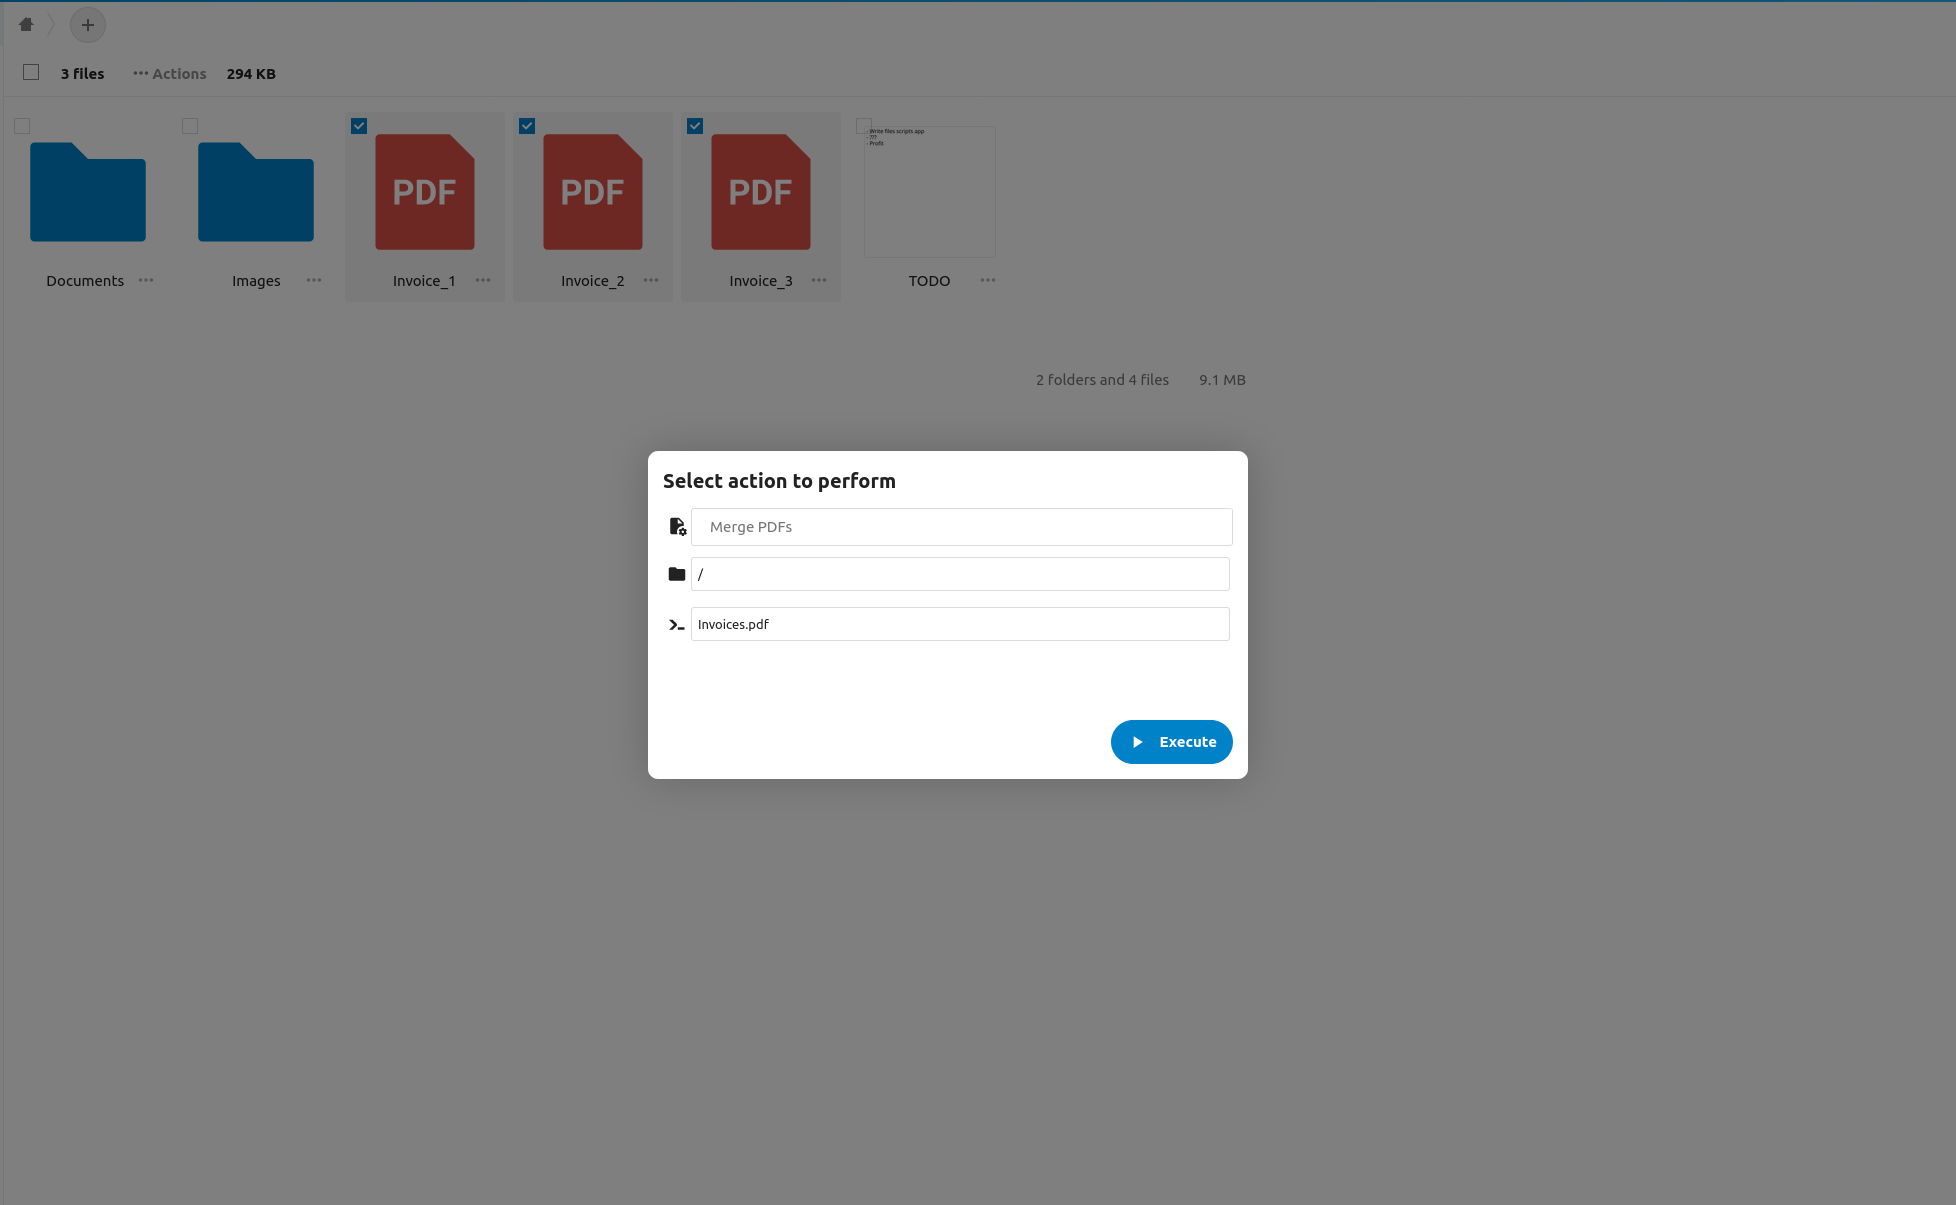 3 files ··· Actions 294 KB
PDF PDF PDF
- Write files scripts app
- ???
- Profit
Documents ··· Images ··· Invoice_1 ··· Invoice_2 ··· Invoice_3 ··· TODO ···
2 folders and 4 files 9.1 MB
Select action to perform
Merge PDFs
/
Invoices.pdf
Execute